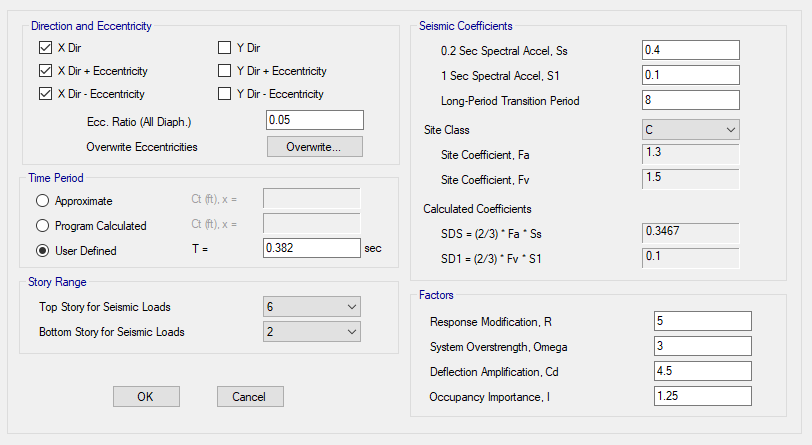 Direction and Eccentricity
X Dir Y Dir
X Dir + Eccentricity Y Dir + Eccentricity
X Dir - Eccentricity Y Dir - Eccentricity
Ecc. Ratio (All Diaph.) 0.05
Overwrite Eccentricities Overwrite...
Time Period
Approximate Ct (ft), x =
Program Calculated Ct (ft), x =
User Defined T = 0.382 sec
Story Range
Top Story for Seismic Loads 6
Bottom Story for Seismic Loads 2
OK Cancel
Seismic Coefficients
0.2 Sec Spectral Accel, Ss 0.4
1 Sec Spectral Accel, S1 0.1
Long-Period Transition Period 8
Site Class C
Site Coefficient, Fa 1.3
Site Coefficient, Fv 1.5
Calculated Coefficients
SDS = (2/3) * Fa * Ss 0.3467
SD1 = (2/3) * Fv * S1 0.1
Factors
Response Modification, R 5
System Overstrength, Omega 3
Deflection Amplification, Cd 4.5
Occupancy Importance, I 1.25